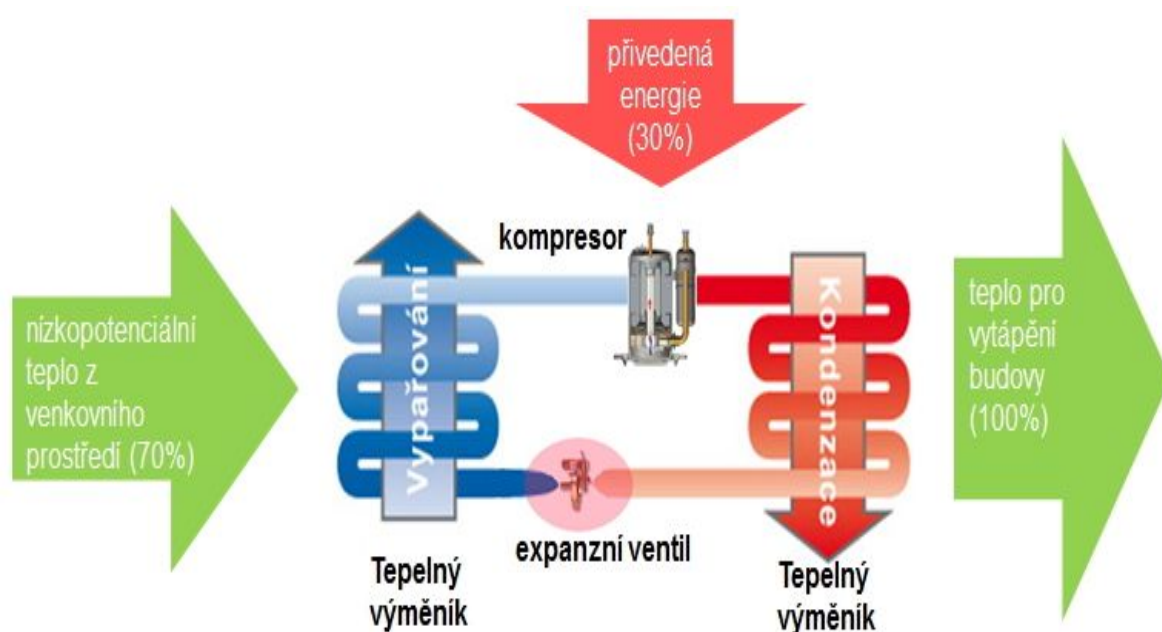 přivedená
energie
(30%)
kompresor
nízkopotenciální
teplo z
venkovního
prostředí (70%)
Vypařování
Kondenzace
teplo pro
vytápění
budovy
(100%)
expanzní ventil
Tepelný
výměník
Tepelný
výměník